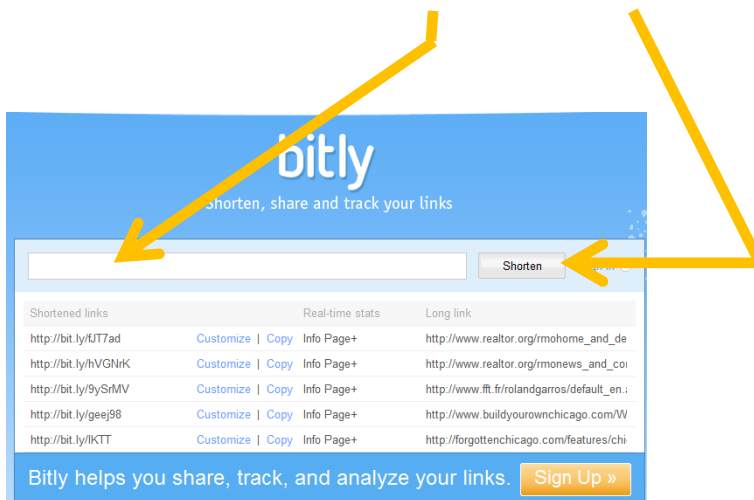 bitly
Shorten, share and track your links
Shorten
Shortened links Real-time stats Long link
http://bit.ly/fJT7ad Customize | Copy Info Page+ http://www.realtor.org/rmohome_and_de
http://bit.ly/hVGNrK Customize | Copy Info Page+ http://www.realtor.org/rmonews_and_co
http://bit.ly/9ySrMV Customize | Copy Info Page+ http://www.fft.fr/rolandgarros/default_en.
http://bit.ly/geej98 Customize | Copy Info Page+ http://www.buildyourownchicago.com/W
http://bit.ly/lKTT Customize | Copy Info Page+ http://forgottenchicago.com/features/chi
Bitly helps you share, track, and analyze your links. Sign Up »